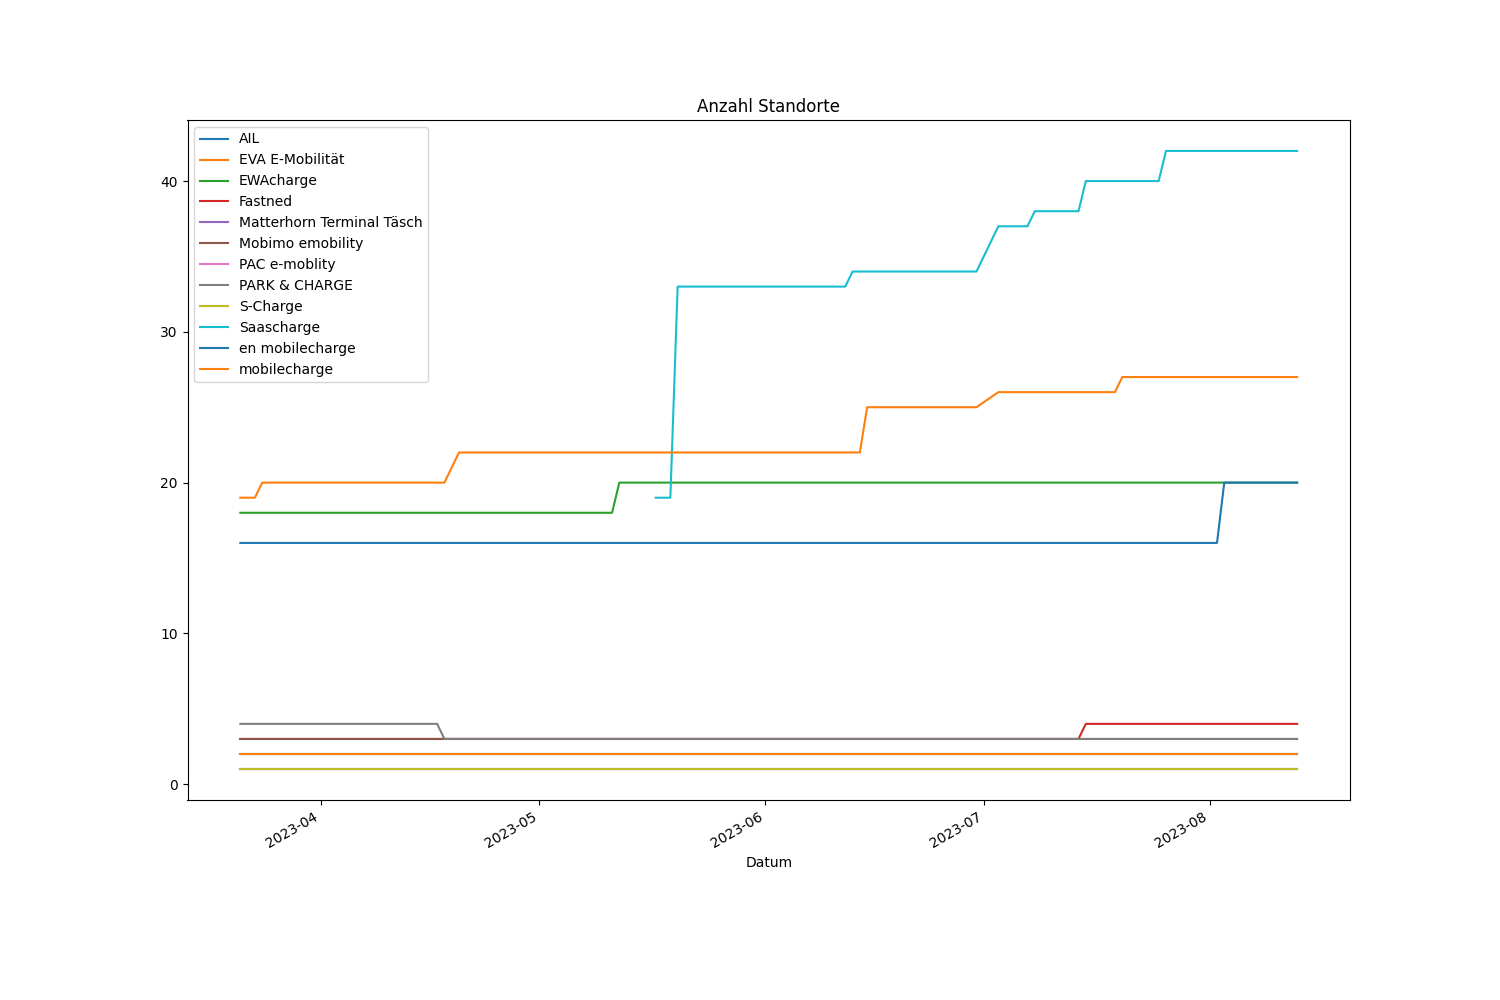 Anzahl Standorte
AIL
EVA E-Mobilität
EWAcharge
Fastned
Matterhorn Terminal Täsch
Mobimo emobility
PAC e-moblity
PARK & CHARGE
S-Charge
Saascharge
en mobilecharge
mobilecharge
40
30
20
10
0
2023-04
2023-05
2023-06
2023-07
2023-08
Datum